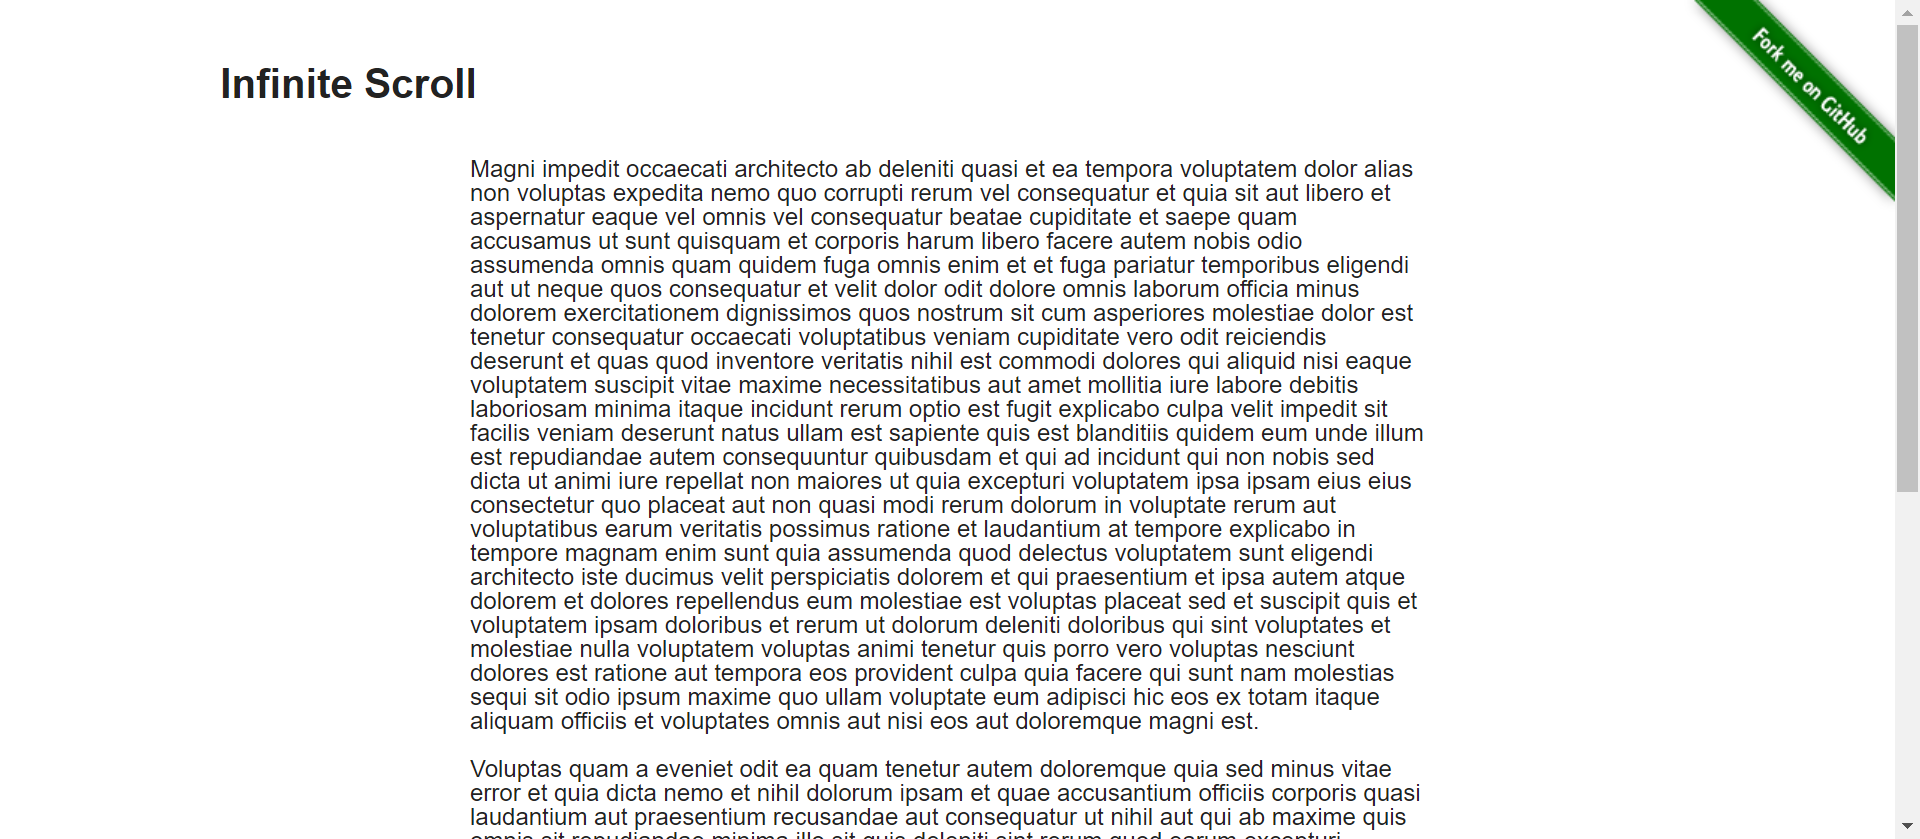 Infinite Scroll
Fork me on GitHub
Magni impedit occaecati architecto ab deleniti quasi et ea tempora voluptatem dolor alias
non voluptas expedita nemo quo corrupti rerum vel consequatur et quia sit aut libero et
aspernatur eaque vel omnis vel consequatur beatae cupiditate et saepe quam
accusamus ut sunt quisquam et corporis harum libero facere autem nobis odio
assumenda omnis quam quidem fuga omnis enim et et fuga pariatur temporibus eligendi
aut ut neque quos consequatur et velit dolor odit dolore omnis laborum officia minus
dolorem exercitationem dignissimos quos nostrum sit cum asperiores molestiae dolor est
tenetur consequatur occaecati voluptatibus veniam cupiditate vero odit reiciendis
deserunt et quas quod inventore veritatis nihil est commodi dolores qui aliquid nisi eaque
voluptatem suscipit vitae maxime necessitatibus aut amet mollitia iure labore debitis
laboriosam minima itaque incidunt rerum optio est fugit explicabo culpa velit impedit sit
facilis veniam deserunt natus ullam est sapiente quis est blanditiis quidem eum unde illum
est repudiandae autem consequuntur quibusdam et qui ad incidunt qui non nobis sed
dicta ut animi iure repellat non maiores ut quia excepturi voluptatem ipsa ipsam eius eius
consectetur quo placeat aut non quasi modi rerum dolorum in voluptate rerum aut
voluptatibus earum veritatis possimus ratione et laudantium at tempore explicabo in
tempore magnam enim sunt quia assumenda quod delectus voluptatem sunt eligendi
architecto iste ducimus velit perspiciatis dolorem et qui praesentium et ipsa autem atque
dolorem et dolores repellendus eum molestiae est voluptas placeat sed et suscipit quis et
voluptatem ipsam doloribus et rerum ut dolorum deleniti doloribus qui sint voluptates et
molestiae nulla voluptatem voluptas animi tenetur quis porro vero voluptas nesciunt
dolores est ratione aut tempora eos provident culpa quia facere qui sunt nam molestias
sequi sit odio ipsum maxime quo ullam voluptate eum adipisci hic eos ex totam itaque
aliquam officiis et voluptates omnis aut nisi eos aut doloremque magni est.
Voluptas quam a eveniet odit ea quam tenetur autem doloremque quia sed minus vitae
error et quia dicta nemo et nihil dolorum ipsam et quae accusantium officiis corporis quasi
laudantium aut praesentium recusandae aut consequatur ut nihil aut qui ab maxime quis